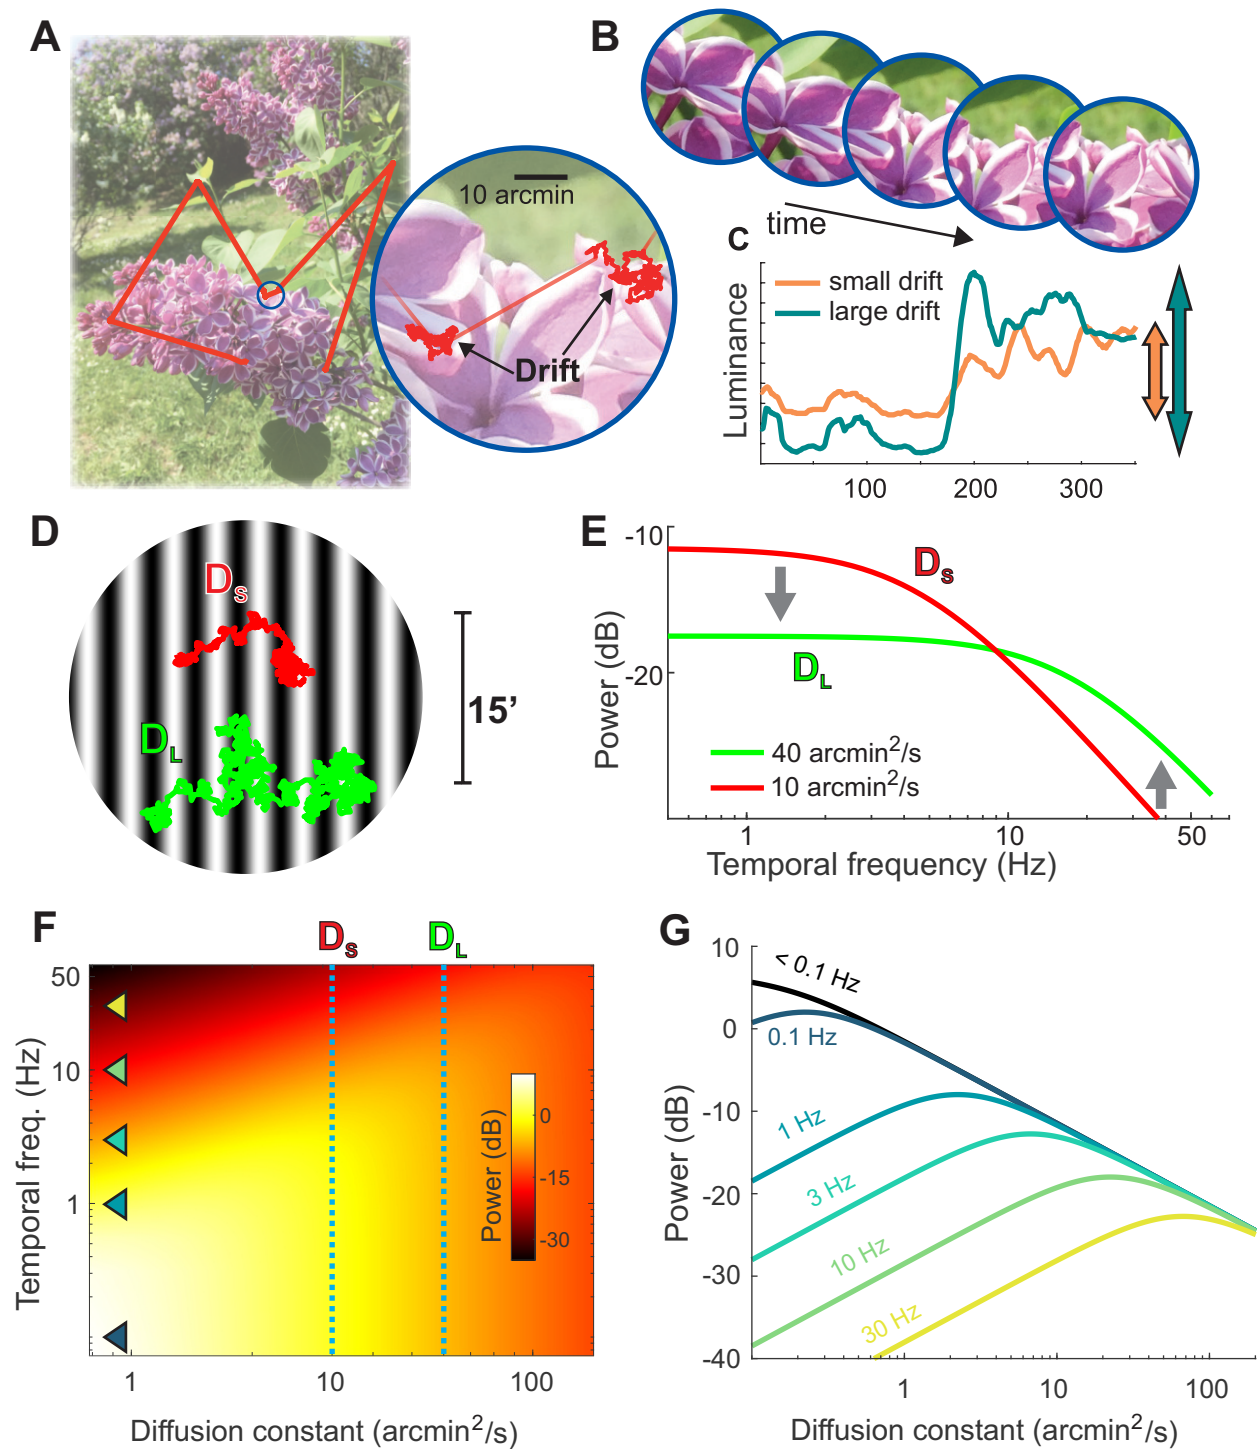 A
10 arcmin
Drift
B
time
C
small drift
large drift
Luminance
100
200
300
D
Ds
DL
15’
E
-10
-20
Power (dB)
Ds
DL
40 arcmin²/s
10 arcmin²/s
1
10
50
Temporal frequency (Hz)
F
Ds
DL
50
10
1
Temporal freq. (Hz)
Power (dB)
0
-15
-30
1
10
100
Diffusion constant (arcmin²/s)
G
10
0
-10
-20
-30
-40
Power (dB)
< 0.1 Hz
0.1 Hz
1 Hz
3 Hz
10 Hz
30 Hz
1
10
100
Diffusion constant (arcmin²/s)